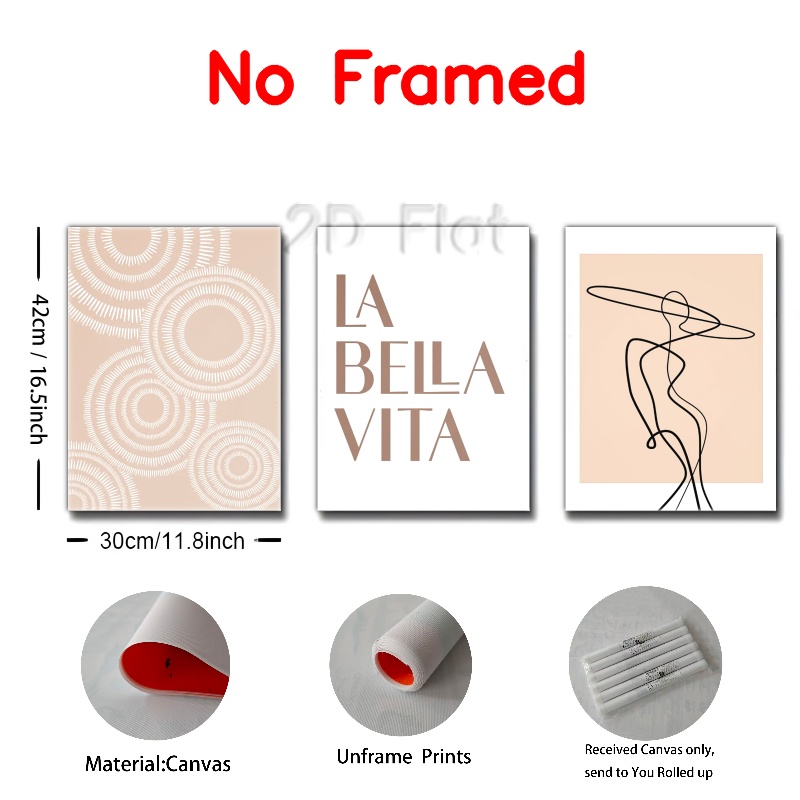 No Framed
2D Flat
42cm / 16.5inch
LA
BELLA
VITA
30cm/11.8inch
Material:Canvas
Unframe Prints
Received Canvas only,
send to You Rolled up